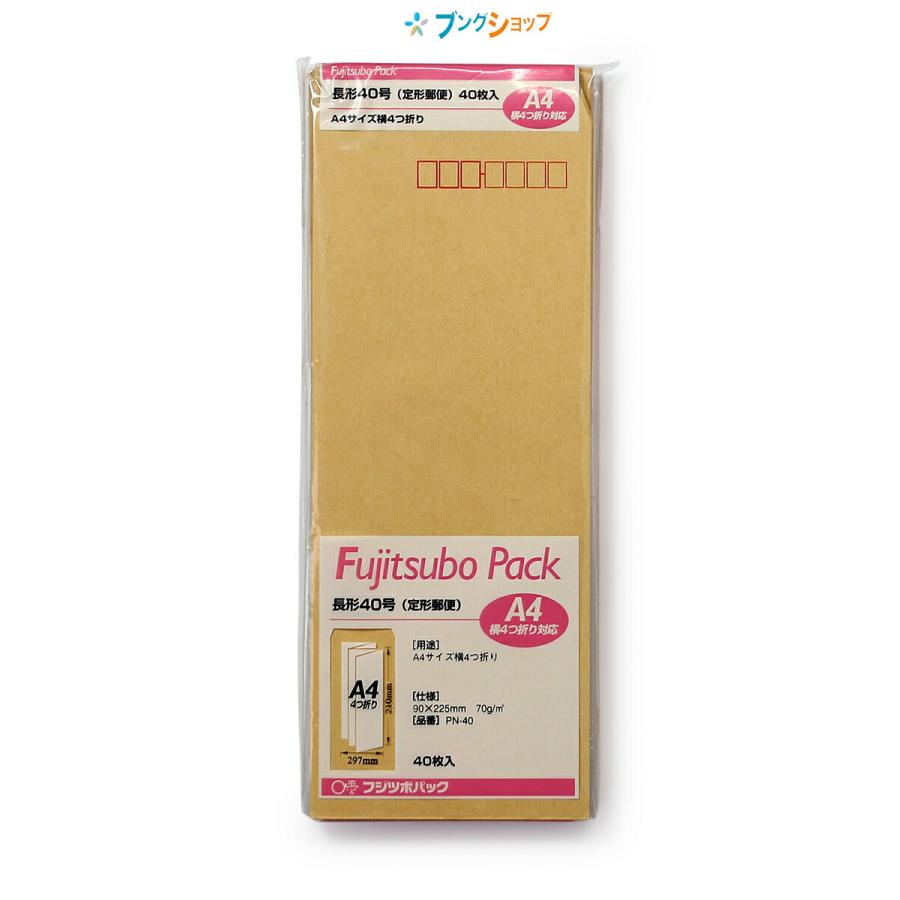 ブングショップ
Fujitsubo Pack
長形40号（定形郵便）40枚入
A4サイズ横4つ折り
A4
横4つ折り対応
Fujitsubo Pack
長形40号（定形郵便）
A4
横4つ折り対応
[用途]
A4サイズ横4つ折り
A4
4つ折り
210mm
297mm
[仕様]
90×225mm 70g/㎡
[品番] PN-40
40枚入
フジツボパック